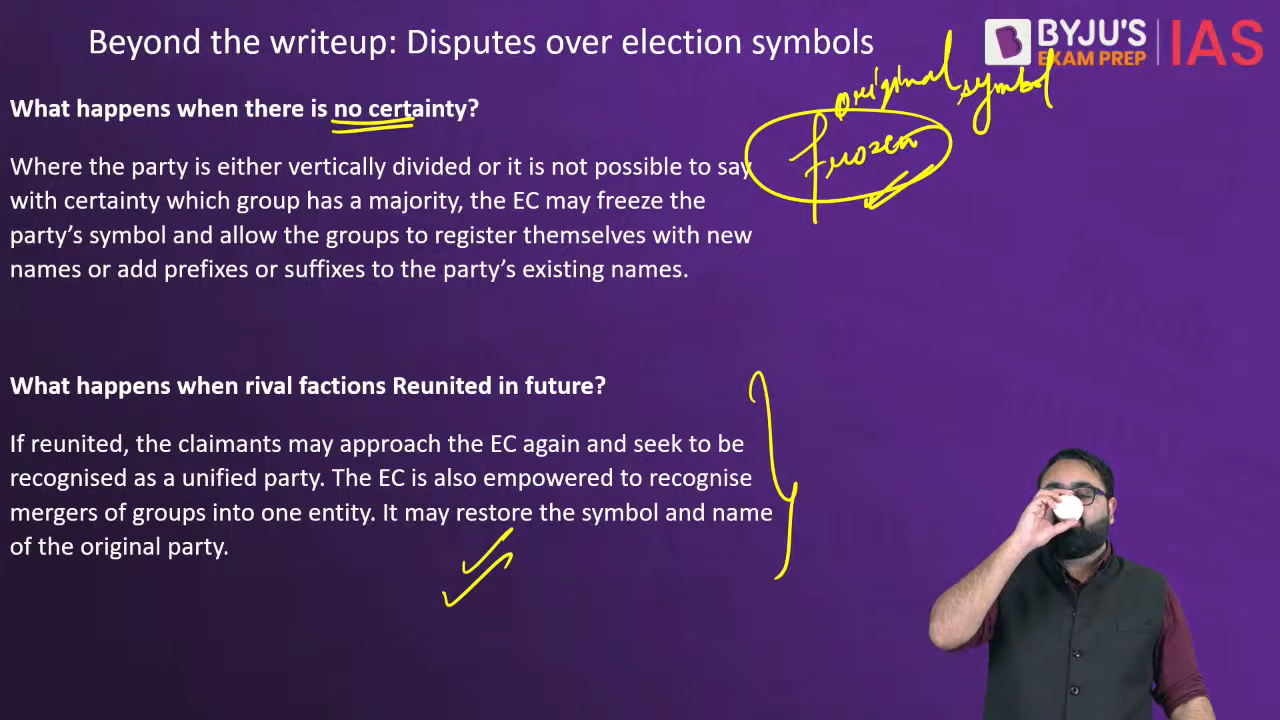 Beyond the writeup: Disputes over election symbols
BYJU'S
EXAM PREP
IAS
What happens when there is no certainty?
original symbol
frozen
Where the party is either vertically divided or it is not possible to say
with certainty which group has a majority, the EC may freeze the
party's symbol and allow the groups to register themselves with new
names or add prefixes or suffixes to the party's existing names.
What happens when rival factions Reunited in future?
If reunited, the claimants may approach the EC again and seek to be
recognised as a unified party. The EC is also empowered to recognise
mergers of groups into one entity. It may restore the symbol and name
of the original party.